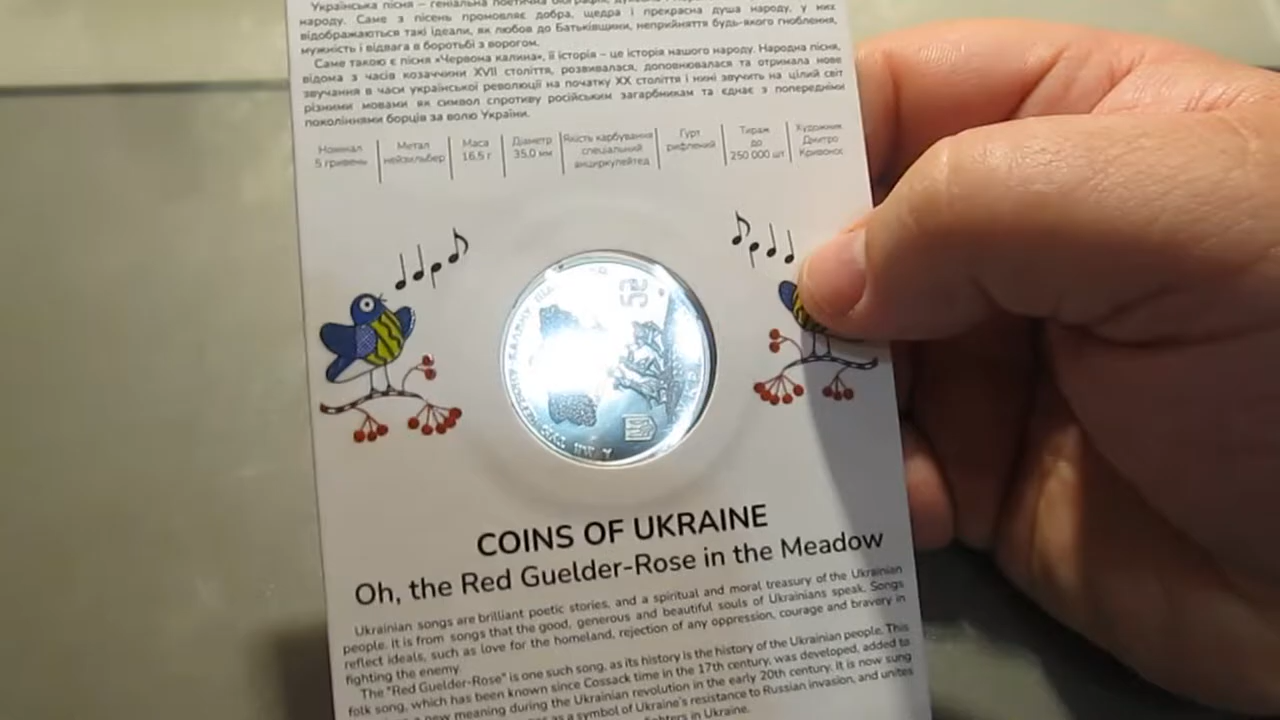 Українська пісня – геніальна поетична
народу. Саме з пісень промовляє добра, щедра і прекрасна душа народу, у них
відображаються такі ідеали, як любов до Батьківщини, неприйняття будь-якого гноблення,
мужність і відвага в боротьбі з ворогом.
Саме такою є пісня «Червона калина», її історія – це історія нашого народу. Народна пісня,
відома з часів козаччини XVII століття, розвивалася, доповнювалася та отримала нове
звучання в часи української революції на початку XX століття і нині звучить на цілий світ
різними мовами як символ спротиву російським загарбникам та єднає з попередніми
поколіннями борців за волю України.
Номінал
5 гривень
Метал
нейзильбер
Маса
16,5 г
Діаметр
35,0 мм
Якість карбування
спеціальний
анциркулейтед
Гурт
рифлений
Тираж
до
250 000 шт
Художник
Дмитро
Кривонос
5₴
COINS OF UKRAINE
Oh, the Red Guelder-Rose in the Meadow
Ukrainian songs are brilliant poetic stories, and a spiritual and moral treasury of the Ukrainian
people. It is from songs that the good, generous and beautiful souls of Ukrainians speak. Songs
reflect ideals, such as love for the homeland, rejection of any oppression, courage and bravery in
fighting the enemy.
The "Red Guelder-Rose" is one such song, as its history is the history of the Ukrainian people. This
folk song, which has been known since Cossack time in the 17th century, was developed, added to
new meaning during the Ukrainian revolution in the early 20th century. It is now sung
as a symbol of Ukraine's resistance to Russian invasion, and unites
fighters in Ukraine.